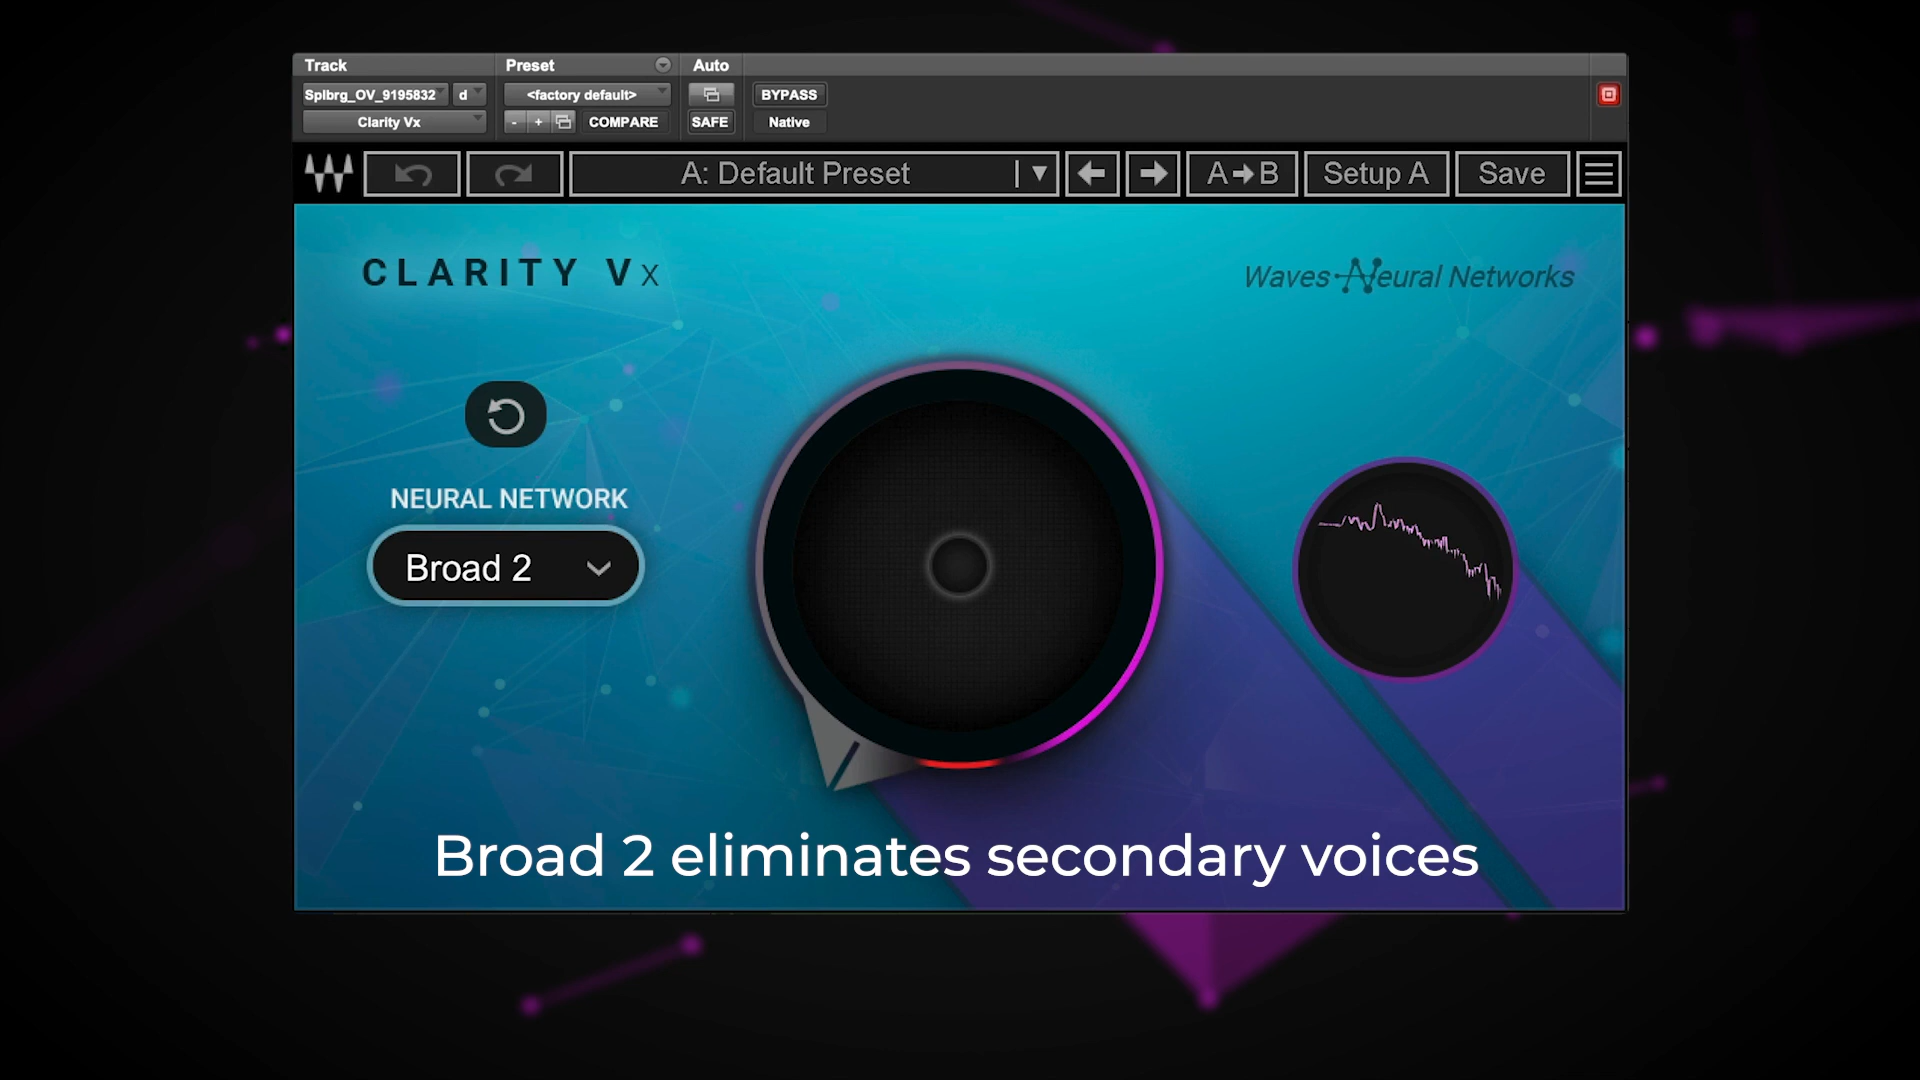 Track
Preset
Auto
Splbrg_OV_9195832
d
<factory default>
BYPASS
Clarity Vx
- +
COMPARE
SAFE
Native
A: Default Preset
A➔B
Setup A
Save
CLARITY Vx
Waves Neural Networks
NEURAL NETWORK
Broad 2
Broad 2 eliminates secondary voices